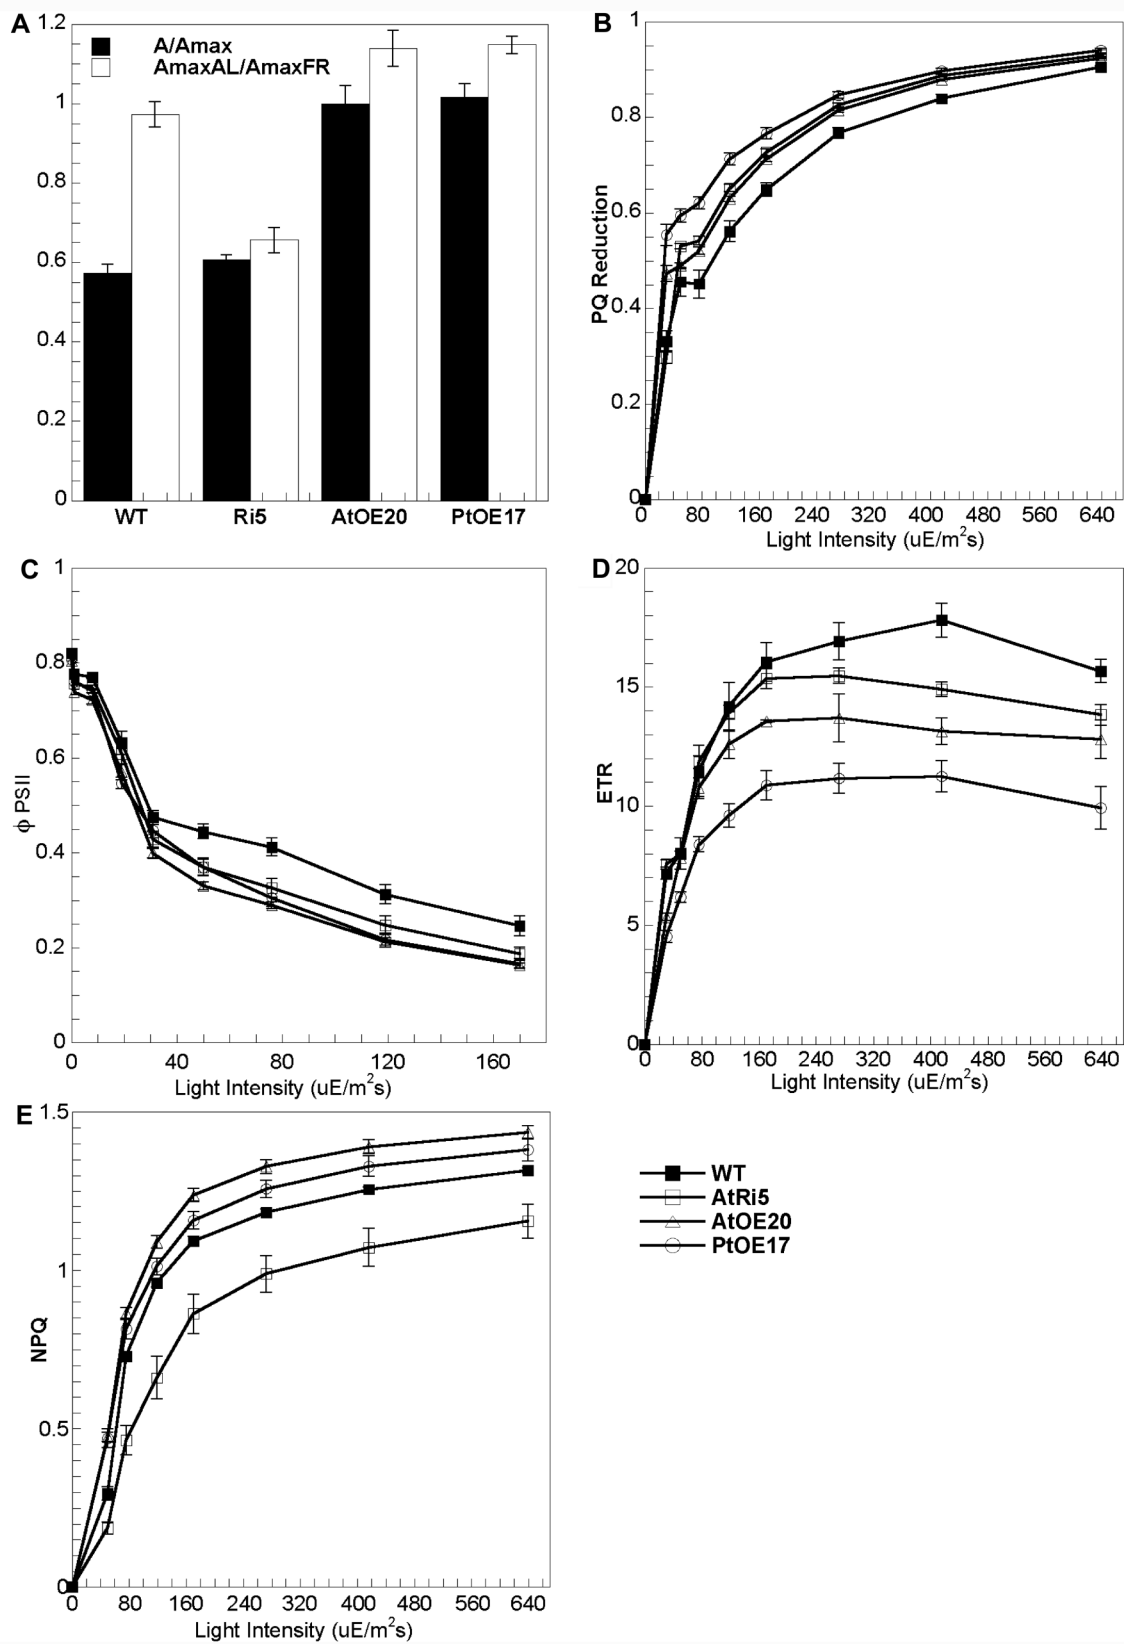 A
1.2
1
0.8
0.6
0.4
0.2
0
A/Amax
AmaxAL/AmaxFR
WT Ri5 AtOE20 PtOE17
B
1
0.8
0.6
0.4
0.2
0
PQ Reduction
0 80 160 240 320 400 480 560 640
Light Intensity (uE/m²s)
C
1
0.8
0.6
0.4
0.2
0
ϕ PSII
0 40 80 120 160
Light Intensity (uE/m²s)
D
20
15
10
5
0
ETR
0 80 160 240 320 400 480 560 640
Light Intensity (uE/m²s)
E
1.5
1
0.5
0
NPQ
0 80 160 240 320 400 480 560 640
Light Intensity (uE/m²s)
WT
AtRi5
AtOE20
PtOE17